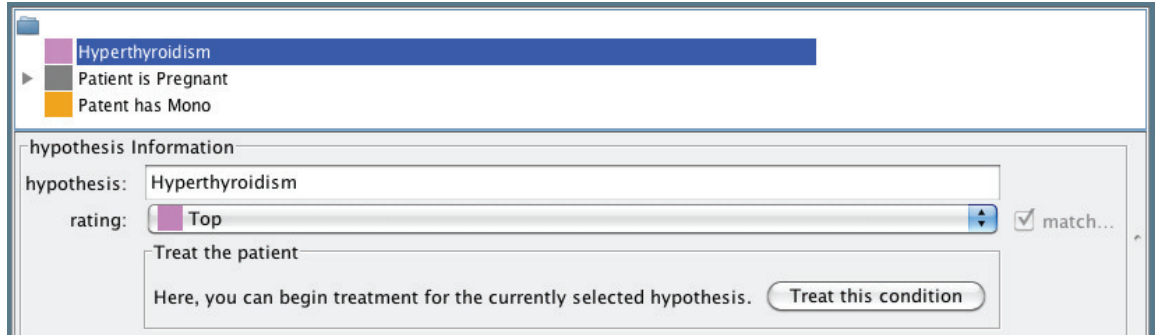 Hyperthyroidism
Patient is Pregnant
Patent has Mono
hypothesis Information
hypothesis: Hyperthyroidism
rating: Top match...
Treat the patient
Here, you can begin treatment for the currently selected hypothesis. Treat this condition